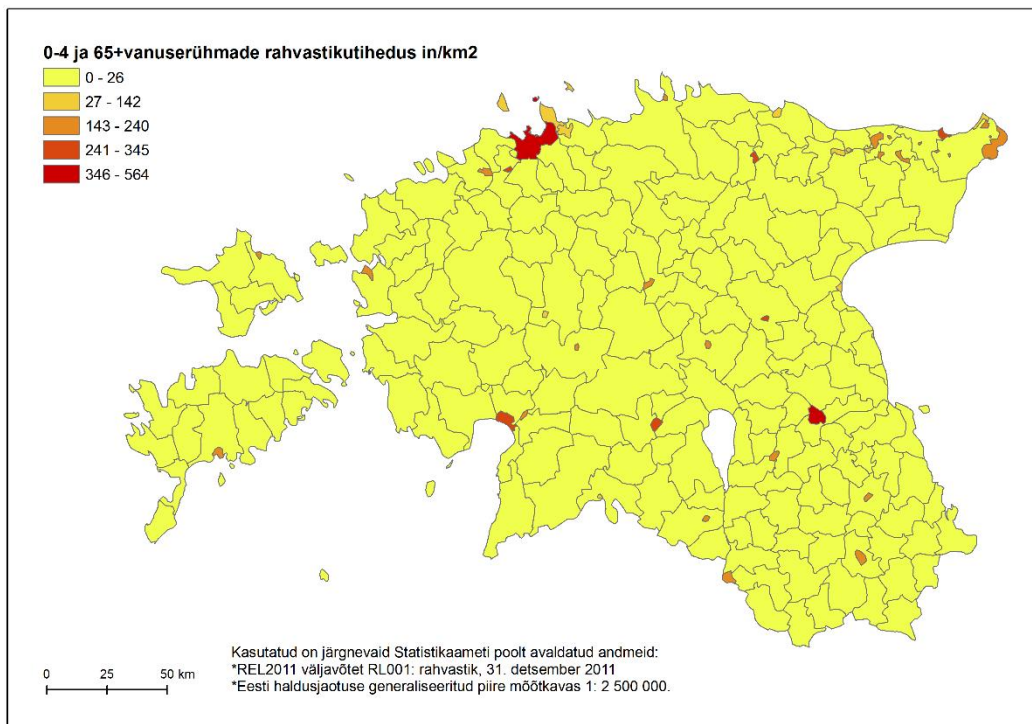 0-4 ja 65+vanuserühmade rahvastikutihedus in/km2
0 - 26
27 - 142
143 - 240
241 - 345
346 - 564
Kasutatud on järgnevaid Statistikaameti poolt avaldatud andmeid:
*REL2011 väljavõtet RL001: rahvastik, 31. detsember 2011
*Eesti haldusjaotuse generaliseeritud piire mõõtkavas 1: 2 500 000.
0 25 50 km